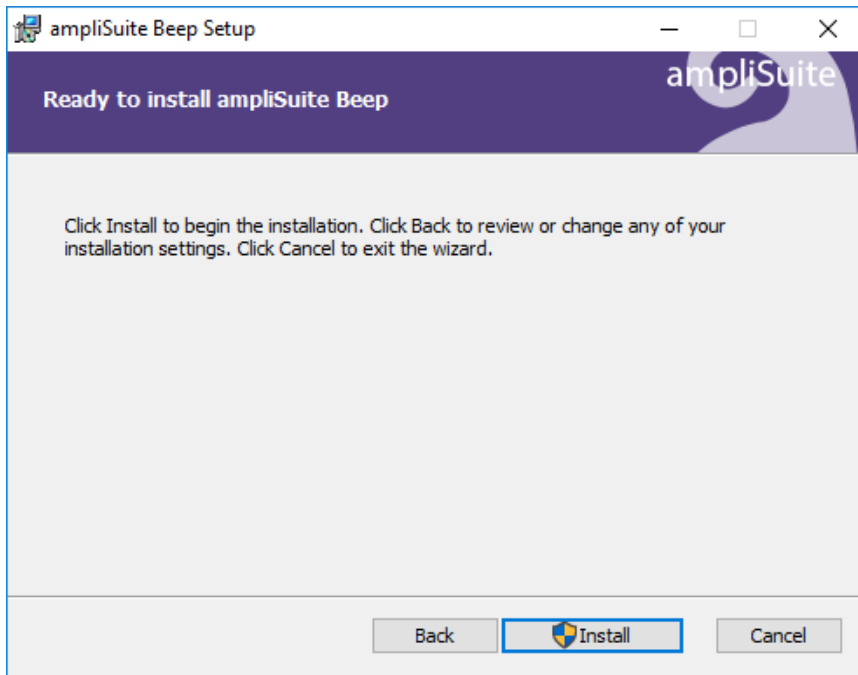 ampliSuite Beep Setup
ampliSuite
Ready to install ampliSuite Beep
Click Install to begin the installation. Click Back to review or change any of your
installation settings. Click Cancel to exit the wizard.
Back
Install
Cancel